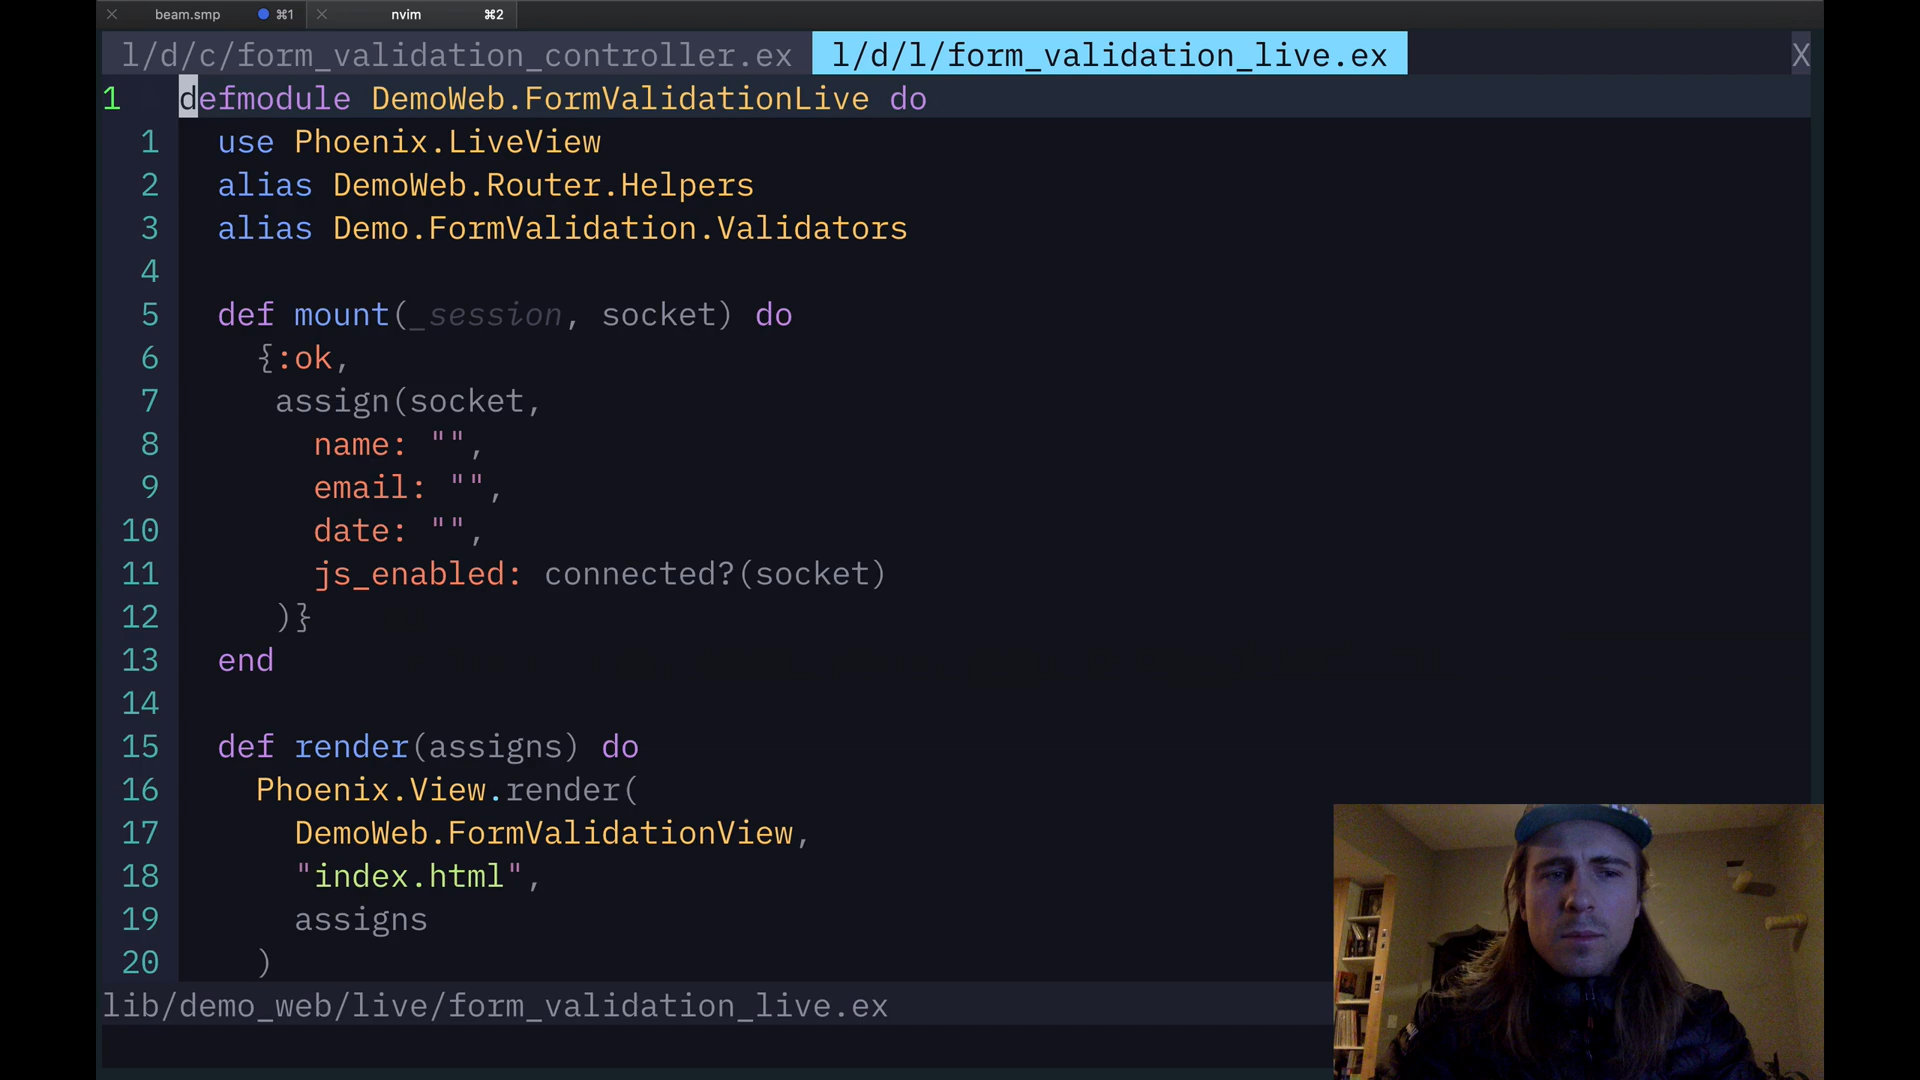 beam.smp ⌘1 nvim ⌘2
l/d/c/form_validation_controller.ex l/d/l/form_validation_live.ex X
1 defmodule DemoWeb.FormValidationLive do
1 use Phoenix.LiveView
2 alias DemoWeb.Router.Helpers
3 alias Demo.FormValidation.Validators
4
5 def mount(_session, socket) do
6 {:ok,
7 assign(socket,
8 name: "",
9 email: "",
10 date: "",
11 js_enabled: connected?(socket)
12 )}
13 end
14
15 def render(assigns) do
16 Phoenix.View.render(
17 DemoWeb.FormValidationView,
18 "index.html",
19 assigns
20 )
lib/demo_web/live/form_validation_live.ex